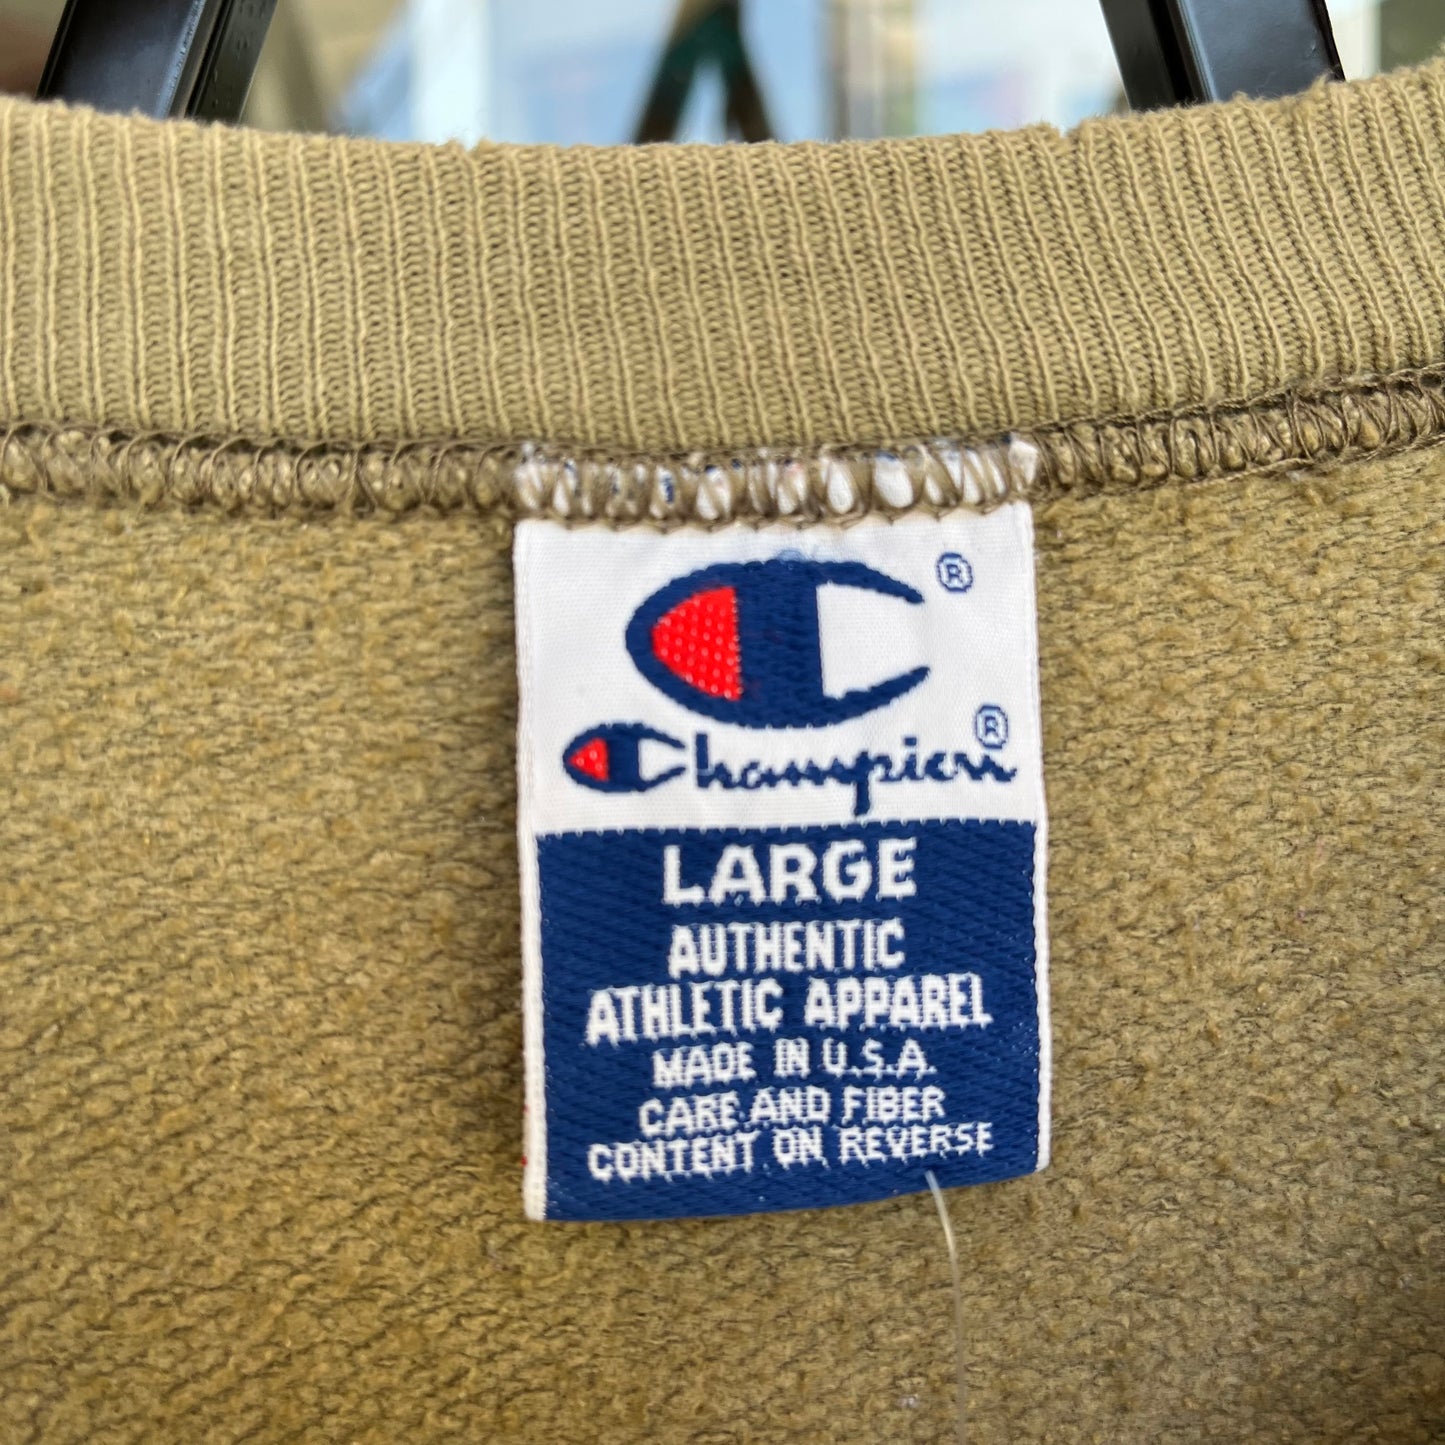 ®
Champion®
LARGE
AUTHENTIC
ATHLETIC APPAREL
MADE IN U.S.A.
CARE AND FIBER
CONTENT ON REVERSE